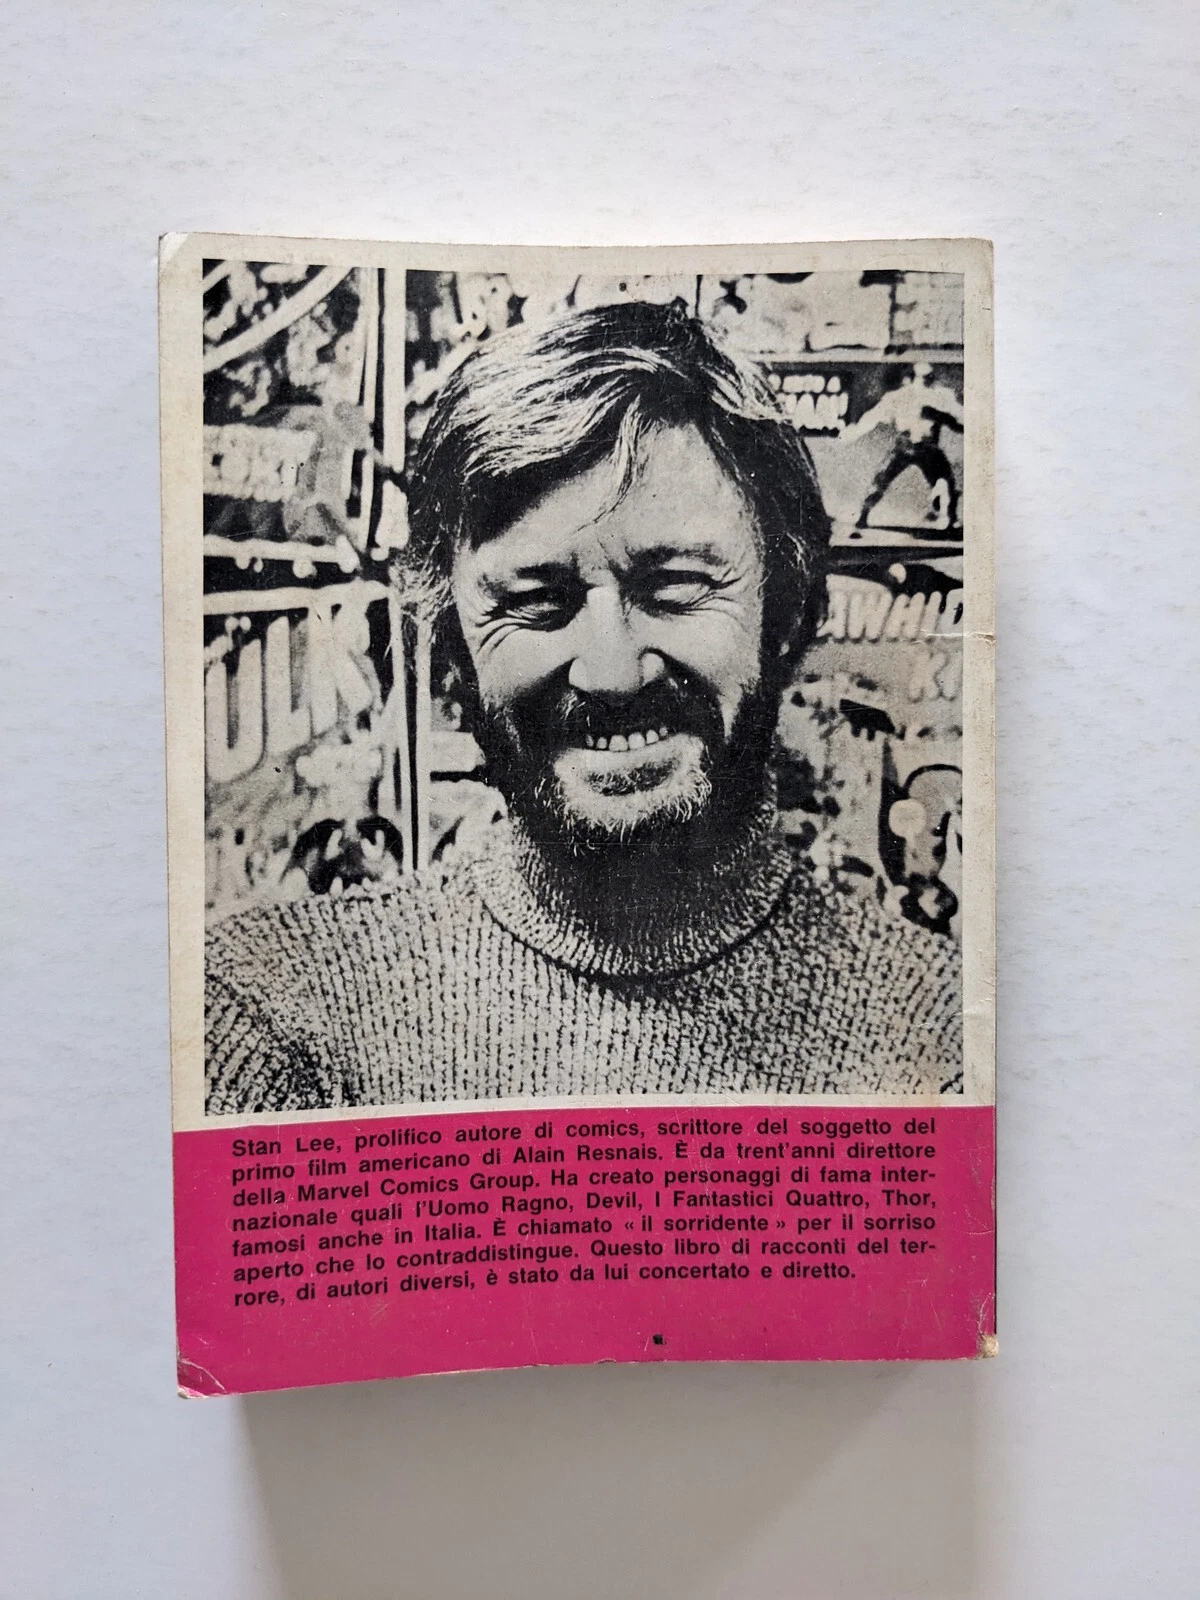 HAN!
ULK
AWHID
Stan Lee, prolifico autore di comics, scrittore del soggetto del
primo film americano di Alain Resnais. È da trent'anni direttore
della Marvel Comics Group. Ha creato personaggi di fama inter-
nazionale quali l'Uomo Ragno, Devil, I Fantastici Quattro, Thor,
famosi anche in Italia. È chiamato « il sorridente » per il sorriso
aperto che lo contraddistingue. Questo libro di racconti del ter-
rore, di autori diversi, è stato da lui concertato e diretto.